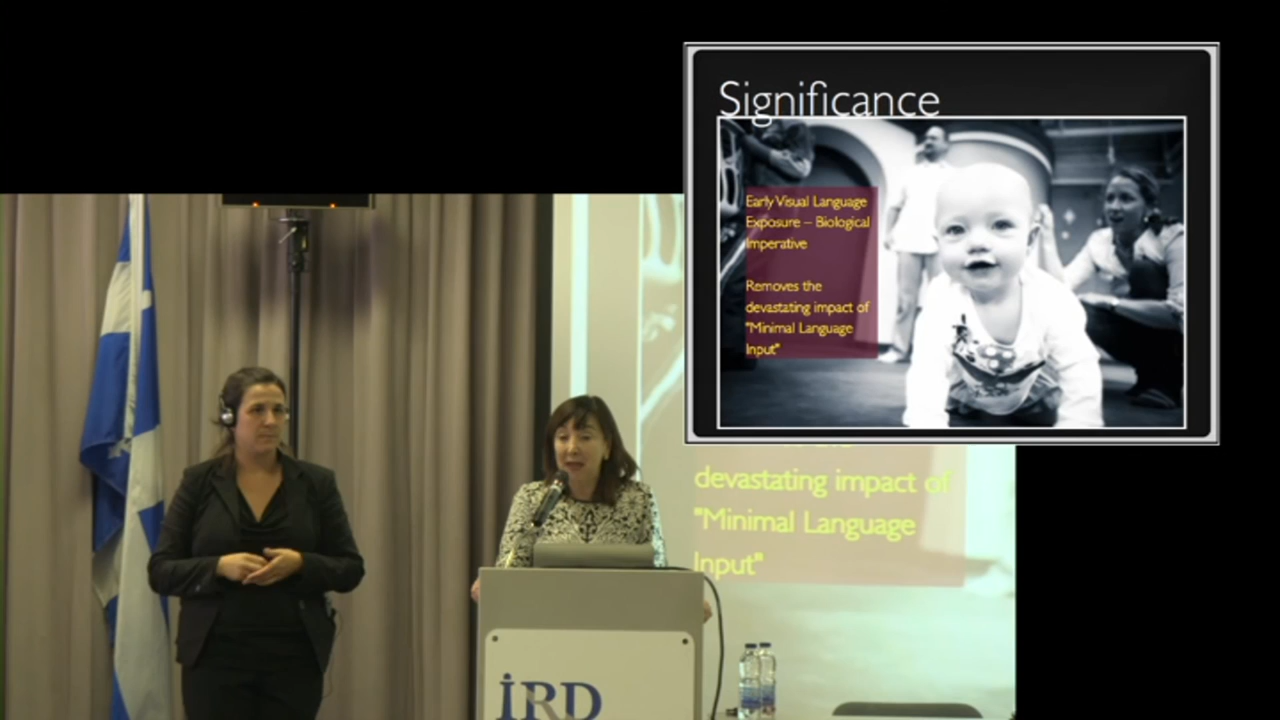 Significance
Early Visual Language
Exposure – Biological
Imperative
Removes the
devastating impact of
"Minimal Language
Input"
devastating impact of
"Minimal Language
Input"
İRD